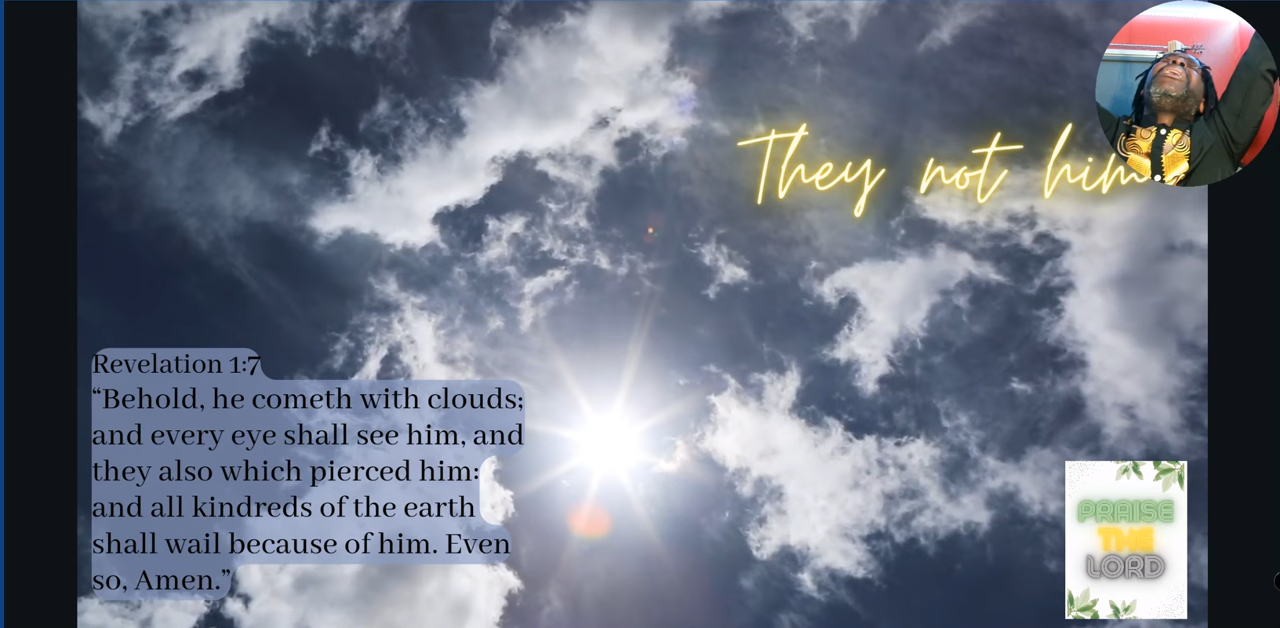 They not him
Revelation 1:7
“Behold, he cometh with clouds;
and every eye shall see him, and
they also which pierced him:
and all kindreds of the earth
shall wail because of him. Even
so, Amen.”
PRAISE
THE
LORD